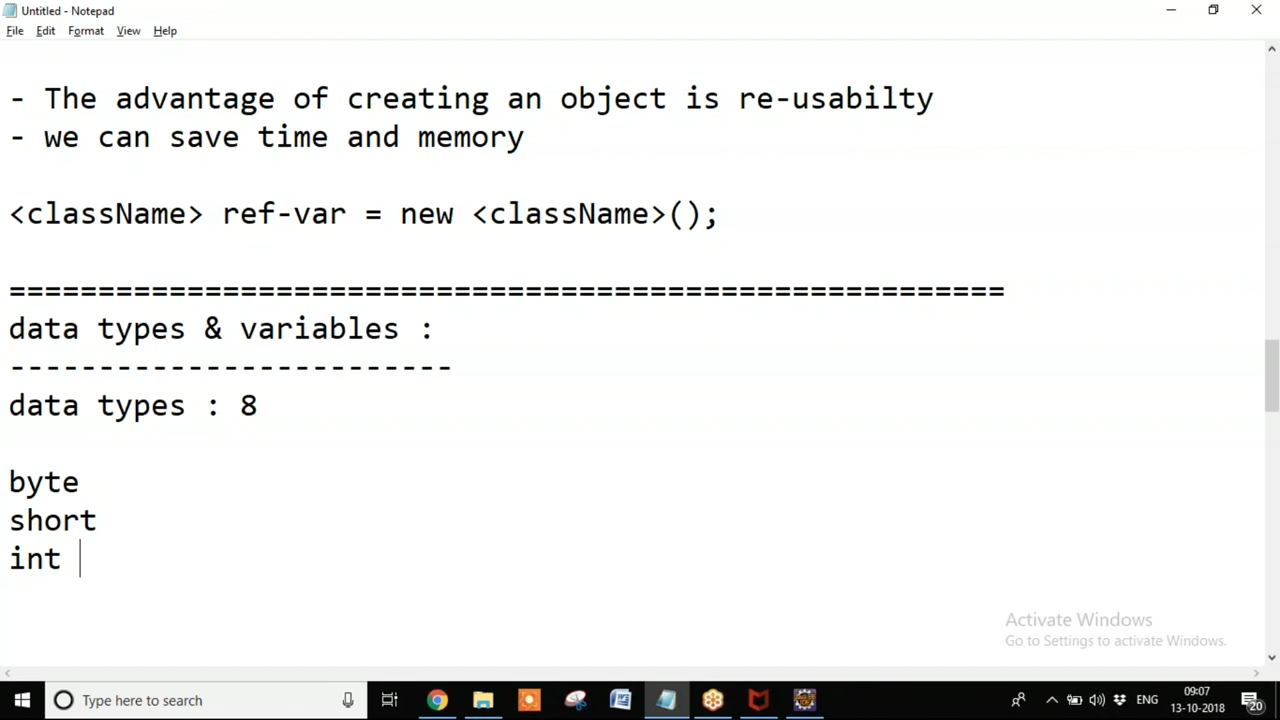 Untitled - Notepad
File Edit Format View Help
- The advantage of creating an object is re-usabilty
- we can save time and memory
<className> ref-var = new <className>();
========================================================
data types & variables :
-------------------------
data types : 8
byte
short
int
Activate Windows
Go to Settings to activate Windows.
Type here to search
ENG
09:07
13-10-2018
20